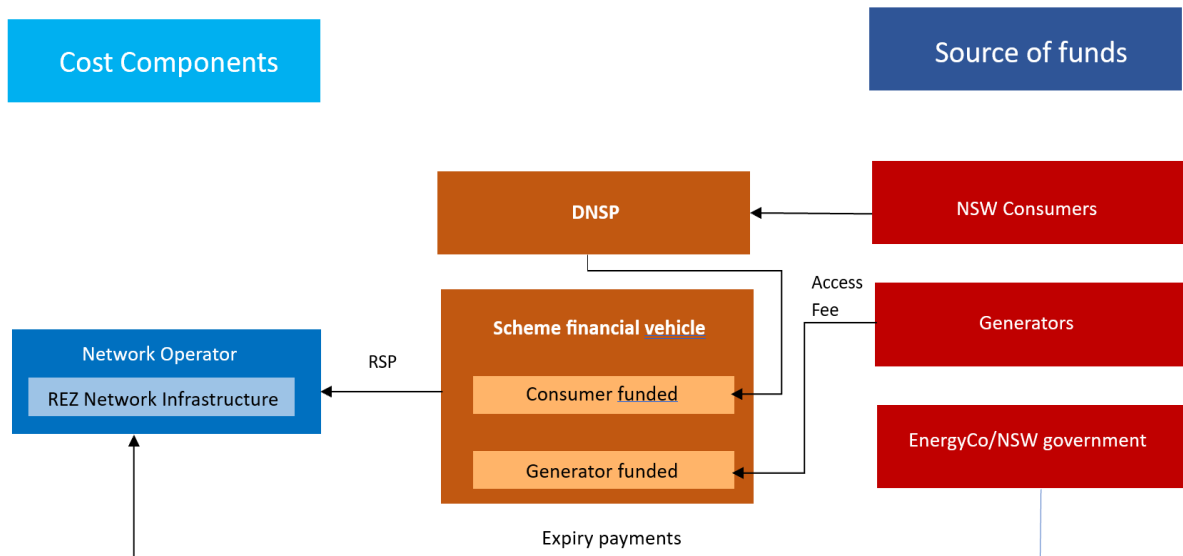 Cost Components
Source of funds
DNSP
NSW Consumers
Access
Fee
Generators
Scheme financial vehicle
Network Operator
REZ Network Infrastructure
RSP
Consumer funded
Generator funded
EnergyCo/NSW government
Expiry payments